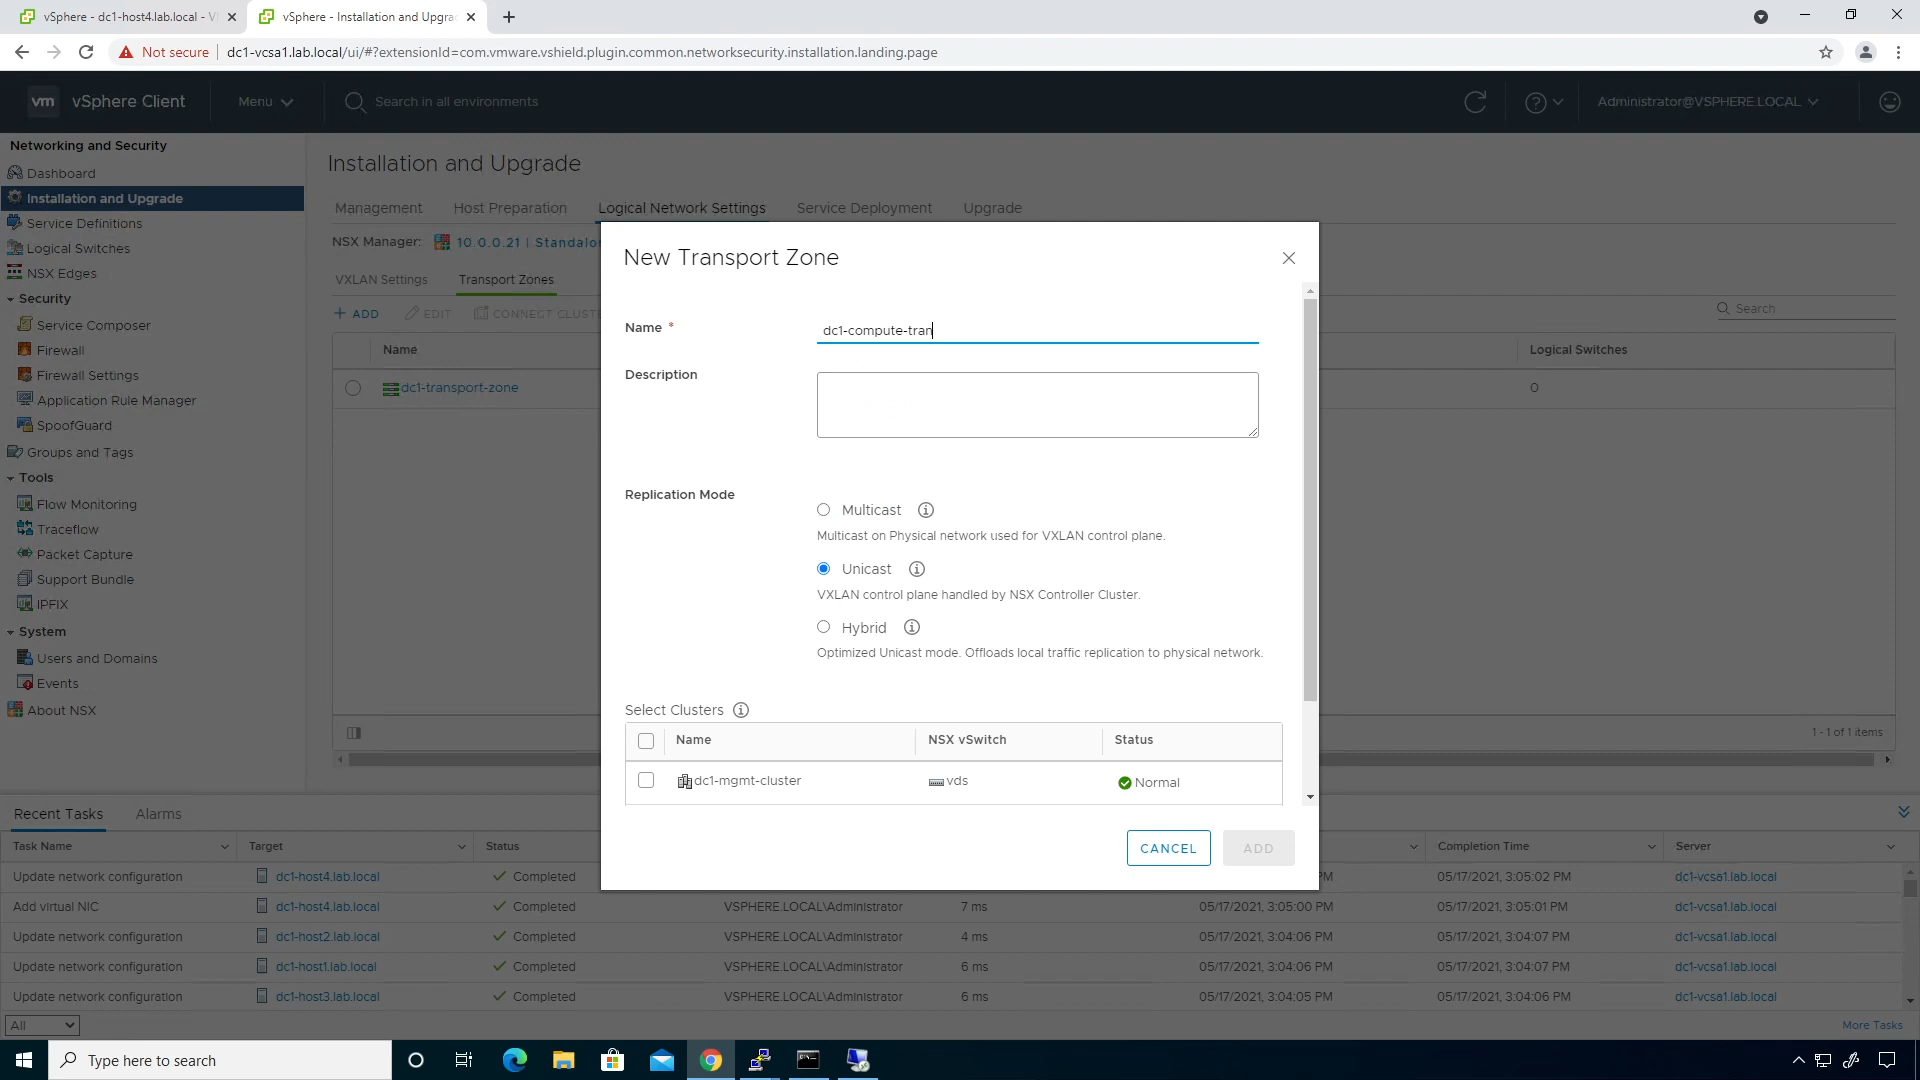 vSphere - dc1-host4.lab.local - V
vSphere - Installation and Upgra
Not secure
dc1-vcsa1.lab.local/ui/#?extensionId=com.vmware.vshield.plugin.common.networksecurity.installation.landing.page
vm vSphere Client
Menu
Search in all environments
Administrator@VSPHERE.LOCAL
Networking and Security
Dashboard
Installation and Upgrade
Service Definitions
Logical Switches
NSX Edges
Security
Service Composer
Firewall
Firewall Settings
Application Rule Manager
SpoofGuard
Groups and Tags
Tools
Flow Monitoring
Traceflow
Packet Capture
Support Bundle
IPFIX
System
Users and Domains
Events
About NSX
Installation and Upgrade
Management Host Preparation Logical Network Settings Service Deployment Upgrade
NSX Manager: 10.0.0.21 | Standalo
VXLAN Settings Transport Zones
+ ADD EDIT CONNECT CLUSTE
Search
Name Logical Switches
dc1-transport-zone 0
1 - 1 of 1 items
New Transport Zone
Name * dc1-compute-tran
Description
Replication Mode
Multicast
Multicast on Physical network used for VXLAN control plane.
Unicast
VXLAN control plane handled by NSX Controller Cluster.
Hybrid
Optimized Unicast mode. Offloads local traffic replication to physical network.
Select Clusters
Name NSX vSwitch Status
dc1-mgmt-cluster vds Normal
CANCEL ADD
Recent Tasks Alarms
Task Name Target Status Completion Time Server
Update network configuration dc1-host4.lab.local Completed PM 05/17/2021, 3:05:02 PM dc1-vcsa1.lab.local
Add virtual NIC dc1-host4.lab.local Completed VSPHERE.LOCAL\Administrator 7 ms 05/17/2021, 3:05:00 PM 05/17/2021, 3:05:01 PM dc1-vcsa1.lab.local
Update network configuration dc1-host2.lab.local Completed VSPHERE.LOCAL\Administrator 4 ms 05/17/2021, 3:04:06 PM 05/17/2021, 3:04:07 PM dc1-vcsa1.lab.local
Update network configuration dc1-host1.lab.local Completed VSPHERE.LOCAL\Administrator 6 ms 05/17/2021, 3:04:06 PM 05/17/2021, 3:04:07 PM dc1-vcsa1.lab.local
Update network configuration dc1-host3.lab.local Completed VSPHERE.LOCAL\Administrator 6 ms 05/17/2021, 3:04:05 PM 05/17/2021, 3:04:06 PM dc1-vcsa1.lab.local
All
More Tasks
Type here to search